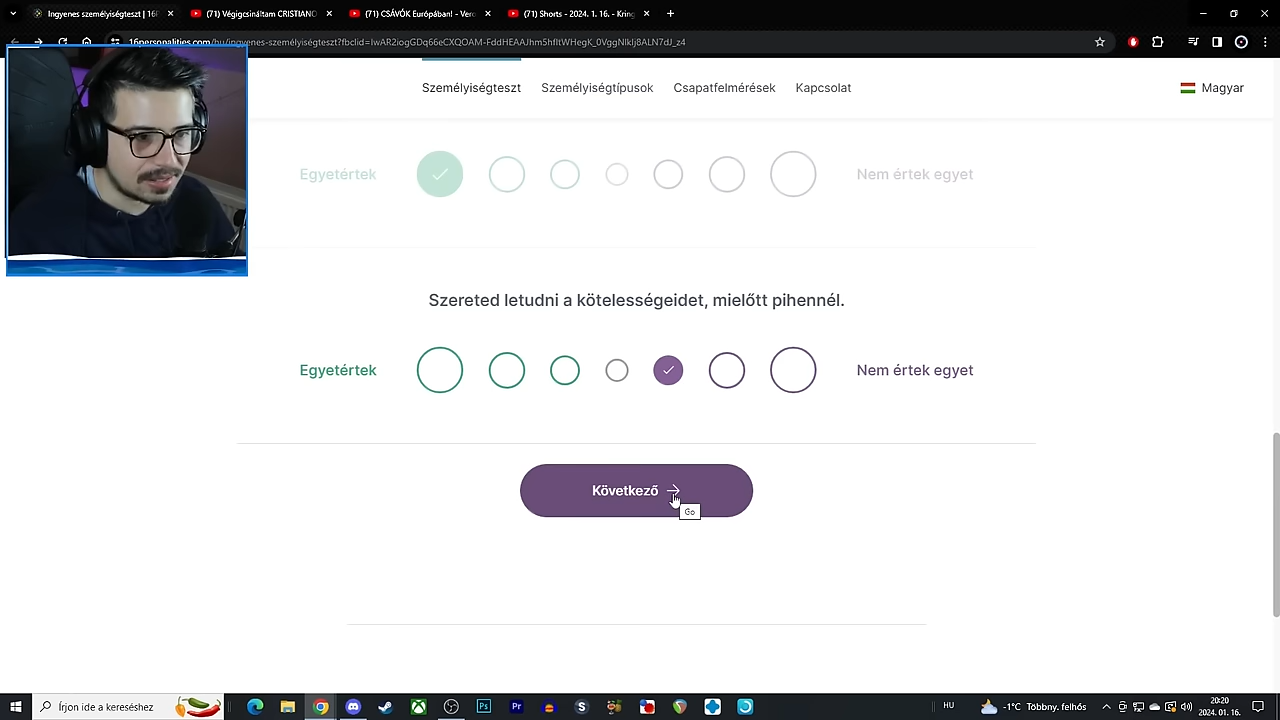 Ingyenes személyiségteszt | 16P
(71) Végigcsináltam CRISTIANO
(71) CSÁVÓK Európában! - Ver
(71) Shorts - 2024. 1. 16. - Kring
Személyiségteszt
Személyiségtípusok
Csapatfelmérések
Kapcsolat
Magyar
Egyetértek
Nem értek egyet
Szereted letudni a kötelességeidet, mielőtt pihennél.
Egyetértek
Nem értek egyet
Következő
Go
Írjon ide a kereséshez
HU
-1°C Többny. felhős
20:20
2024. 01. 16.